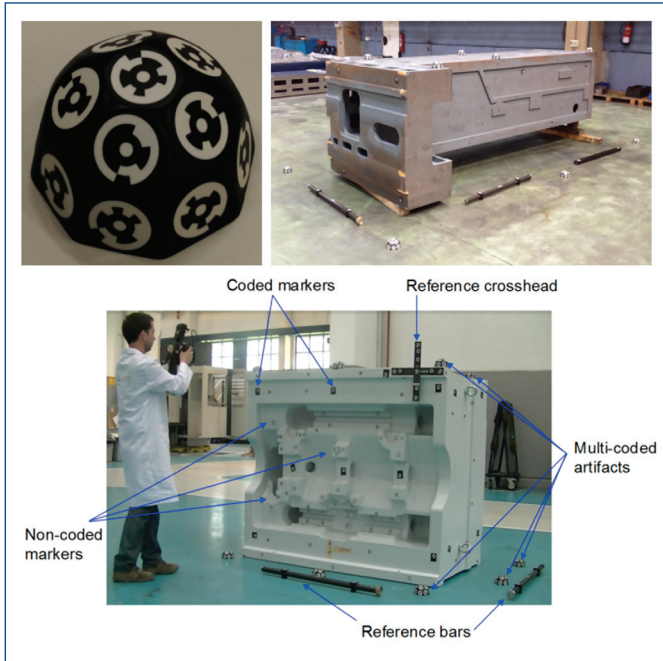 Coded markers
Reference crosshead
Multi-coded
artifacts
Non-coded
markers
Reference bars